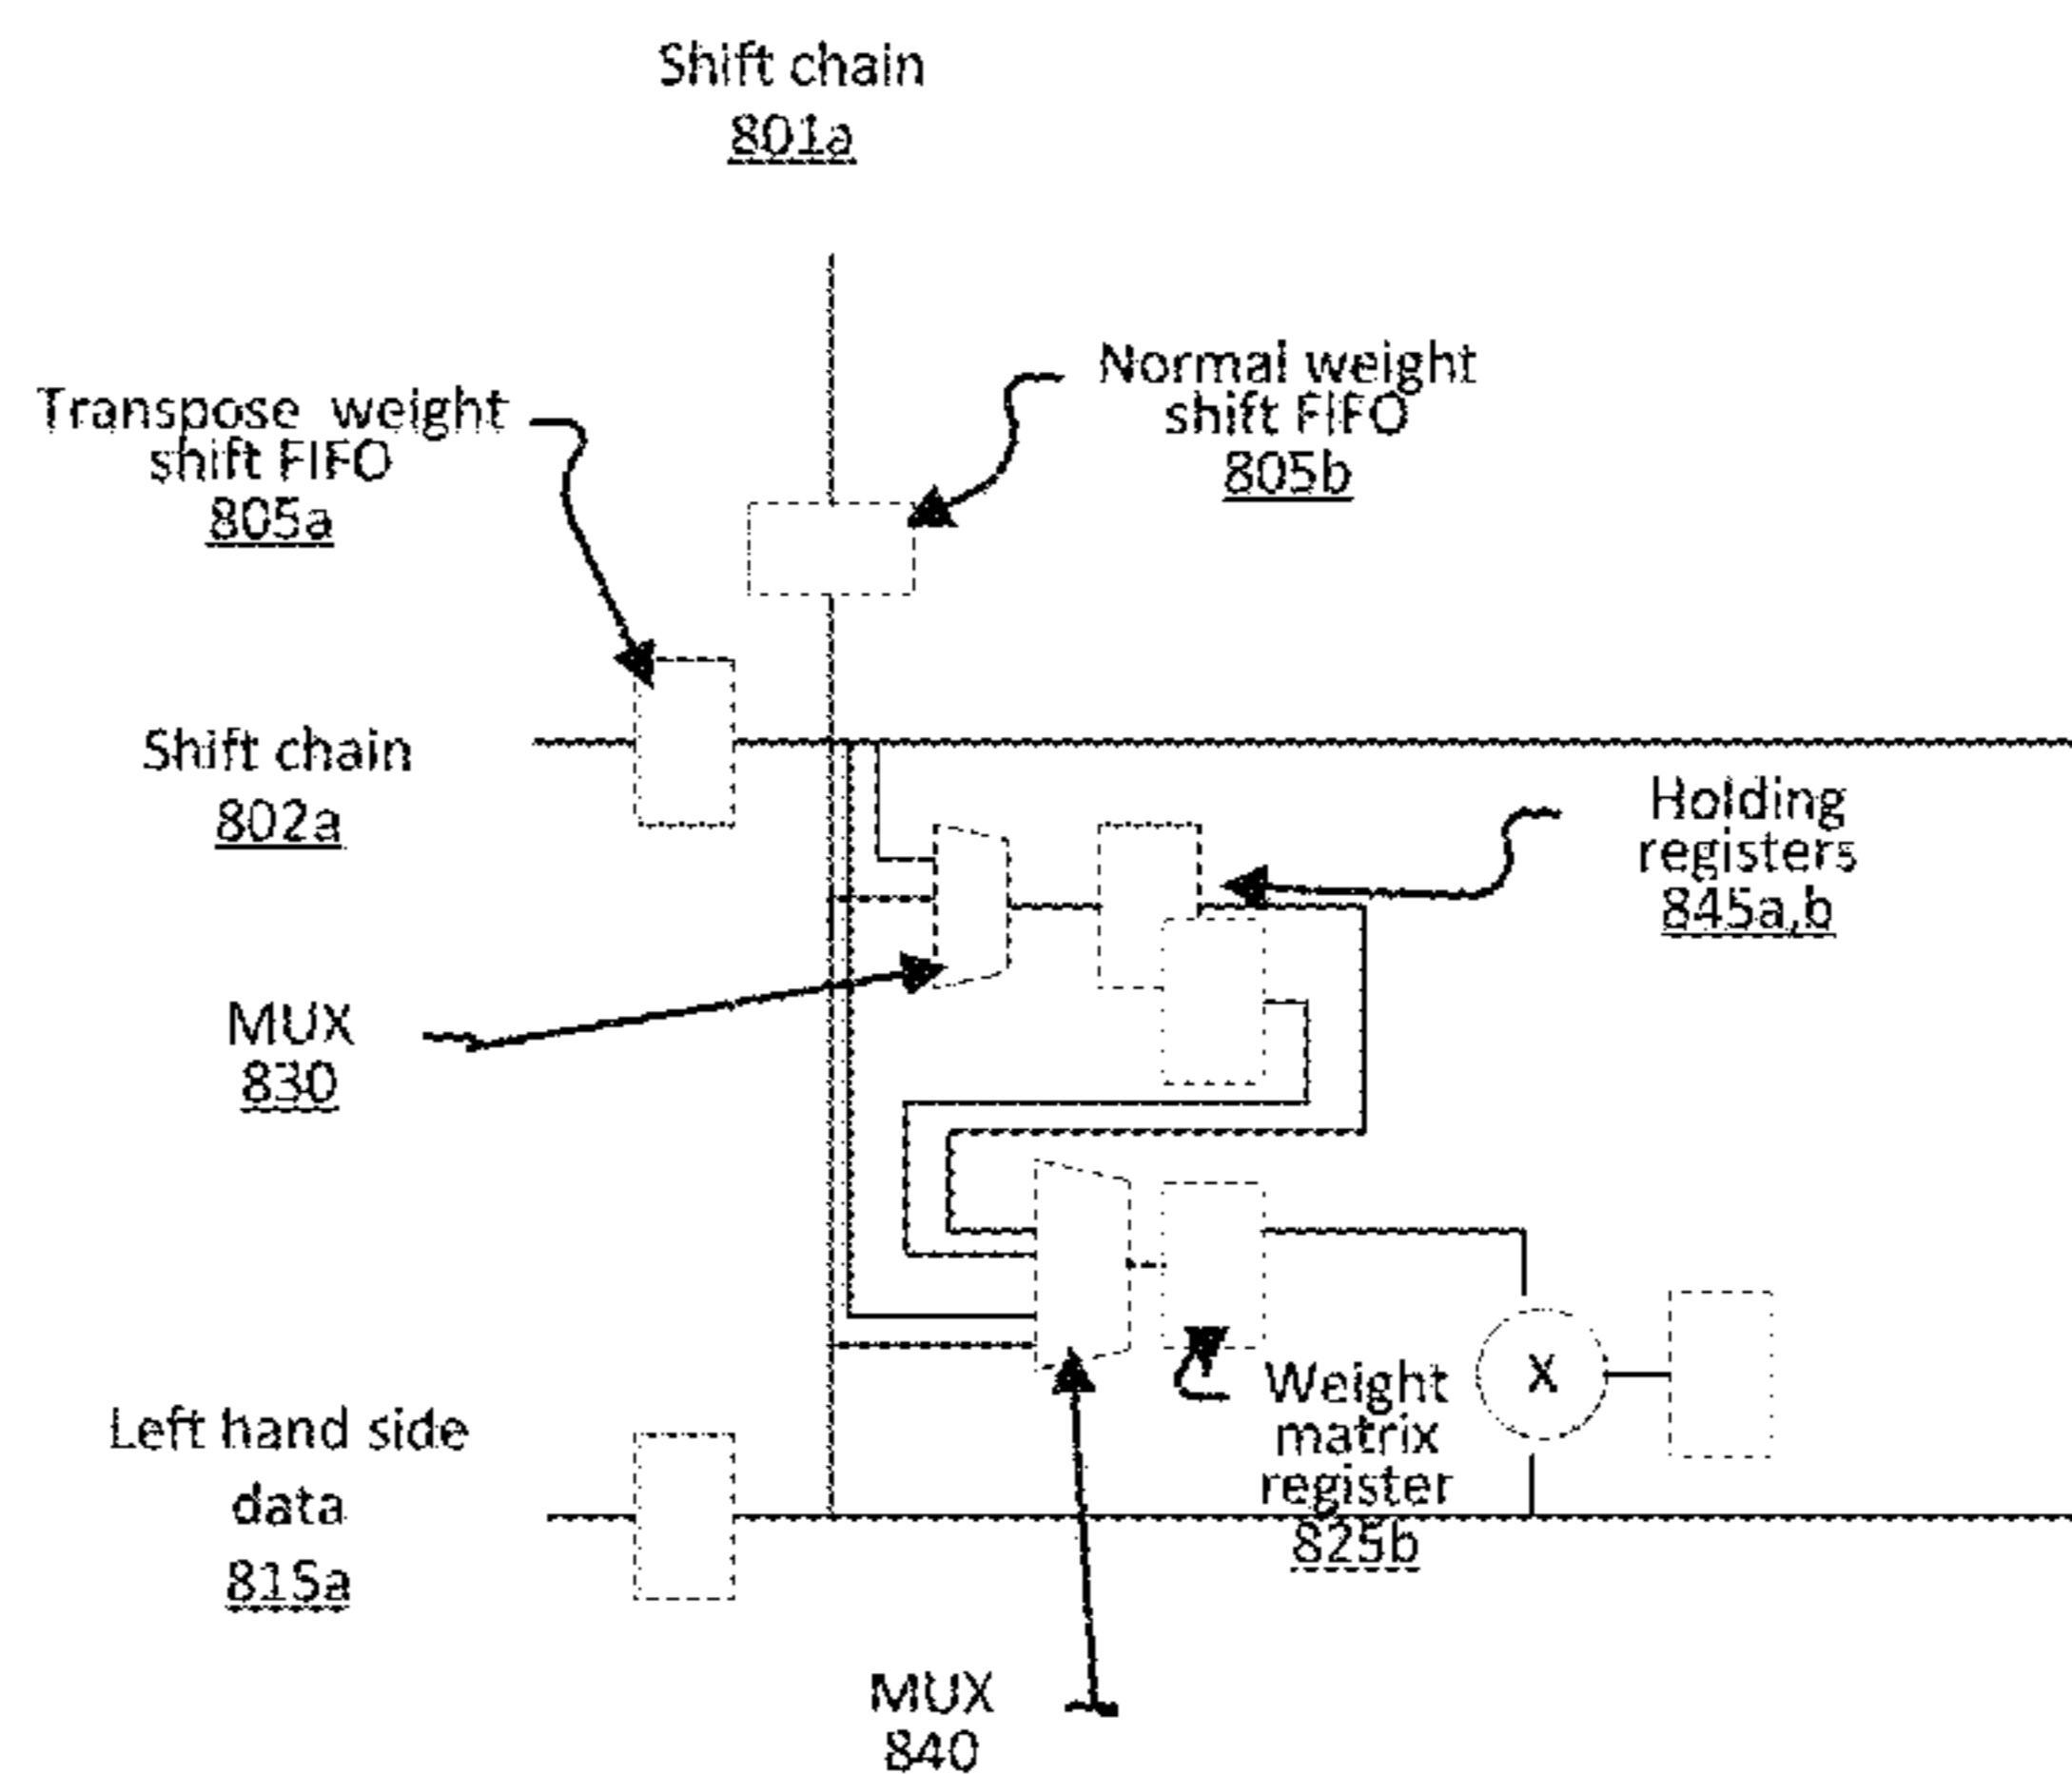 Shift chain
801a
Normal weight
shift FIFO
805b
Transpose weight
shift FIFO
805a
Shift chain
802a
Holding
registers
845a,b
MUX
830
Weight
matrix
register
825b
X
Left hand side
data
815a
MUX
840